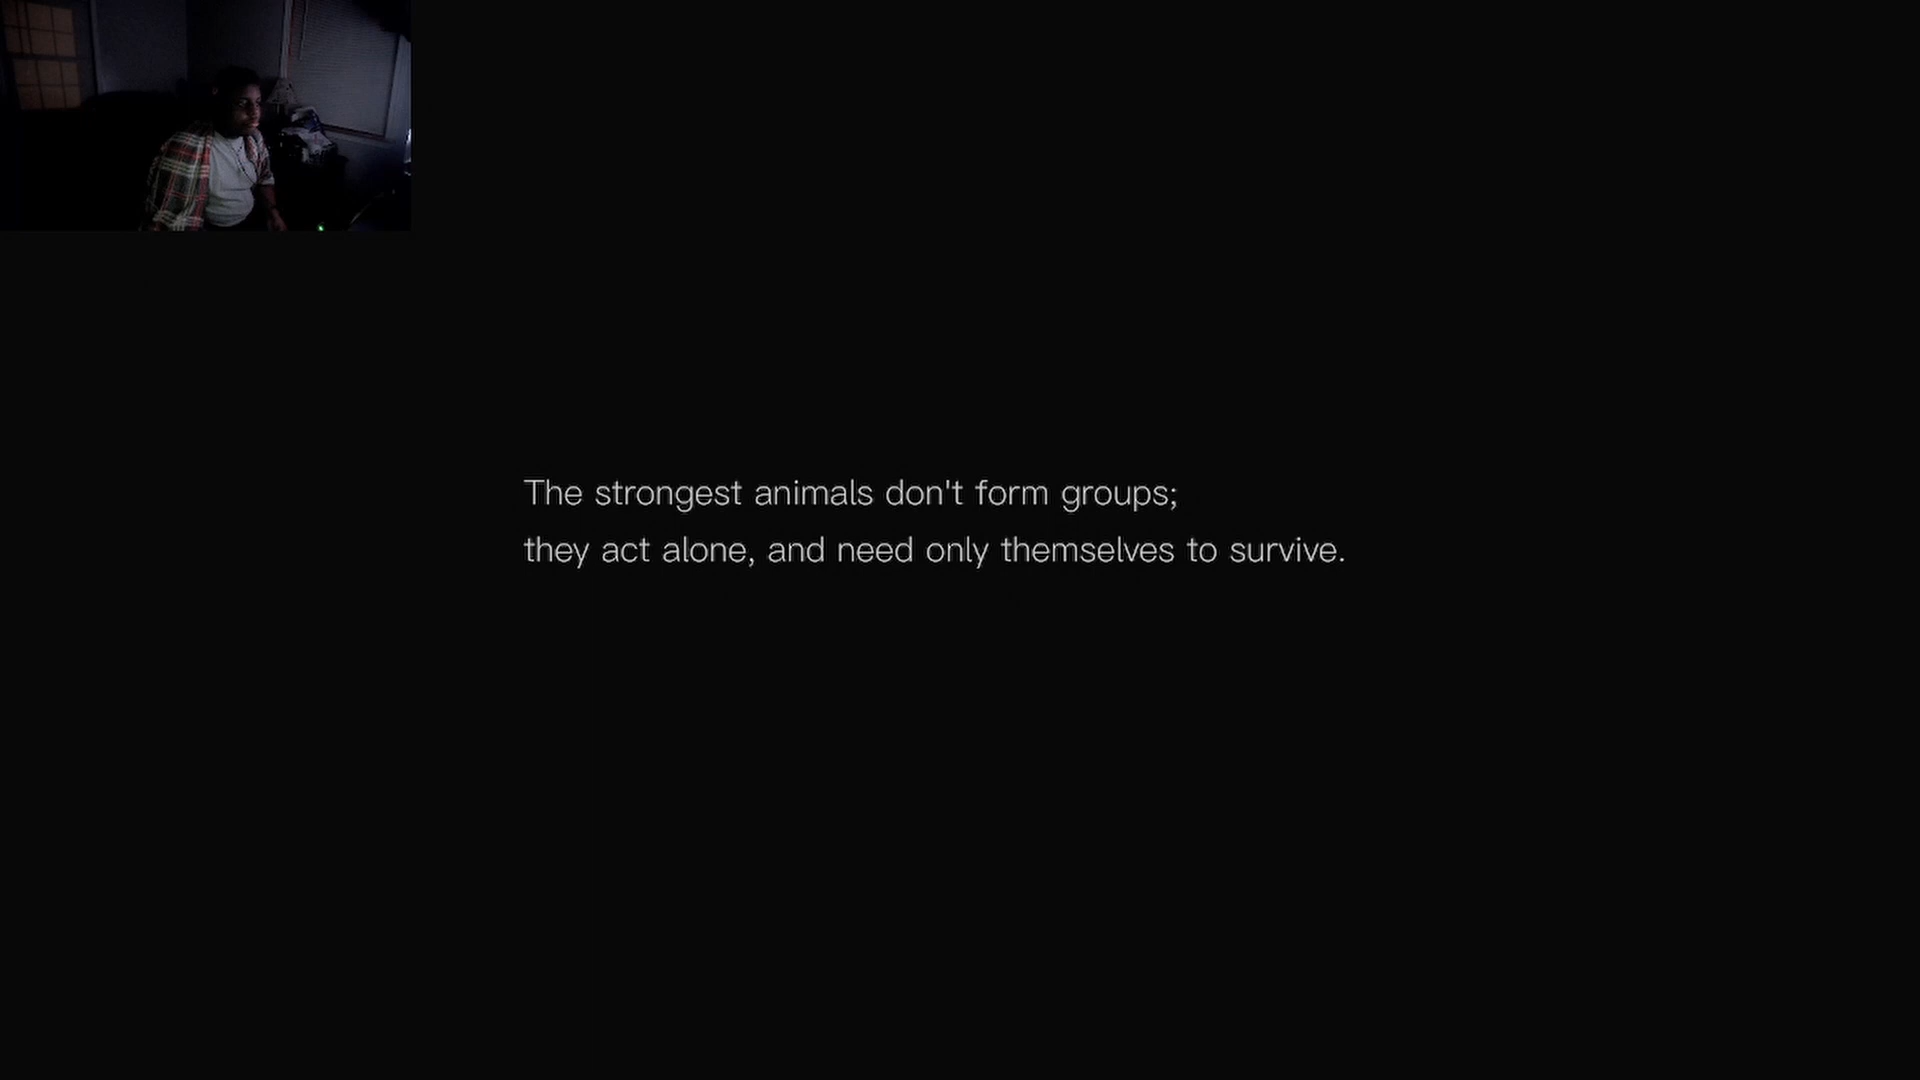 The strongest animals don't form groups;
they act alone, and need only themselves to survive.